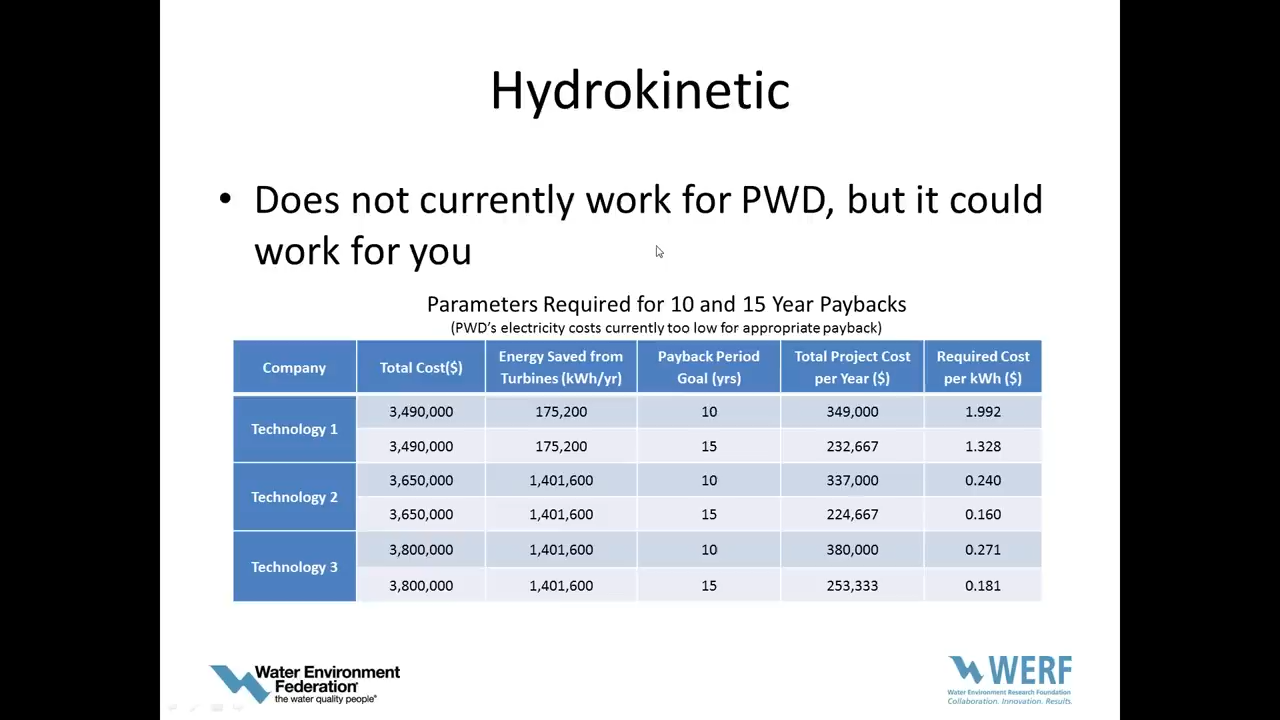 Hydrokinetic
• Does not currently work for PWD, but it could
work for you
Parameters Required for 10 and 15 Year Paybacks
(PWD's electricity costs currently too low for appropriate payback)
Company | Total Cost($) | Energy Saved from Turbines (kWh/yr) | Payback Period Goal (yrs) | Total Project Cost per Year ($) | Required Cost per kWh ($)
Technology 1 | 3,490,000 | 175,200 | 10 | 349,000 | 1.992
3,490,000 | 175,200 | 15 | 232,667 | 1.328
Technology 2 | 3,650,000 | 1,401,600 | 10 | 337,000 | 0.240
3,650,000 | 1,401,600 | 15 | 224,667 | 0.160
Technology 3 | 3,800,000 | 1,401,600 | 10 | 380,000 | 0.271
3,800,000 | 1,401,600 | 15 | 253,333 | 0.181
Water Environment
Federation®
the water quality people®
WERF
Water Environment Research Foundation
Collaboration. Innovation. Results.